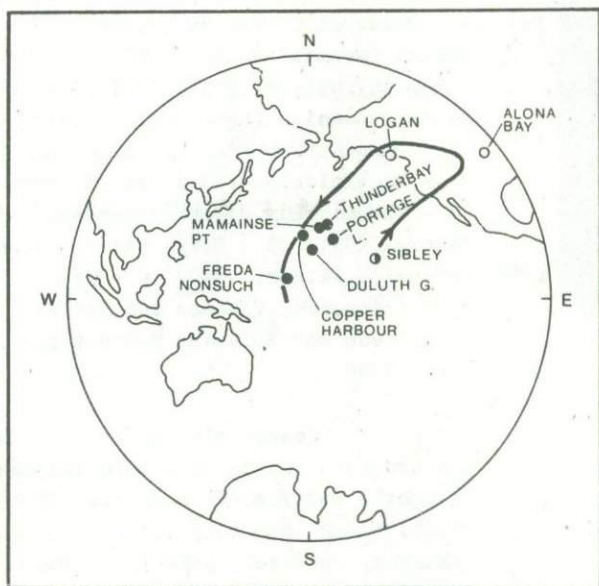 N
LOGAN
ALONA
BAY
THUNDERBAY
PORTAGE
L.
MAMAINSE
PT
SIBLEY
FREDA
NONSUCH
DULUTH G.
W
E
COPPER
HARBOUR
S